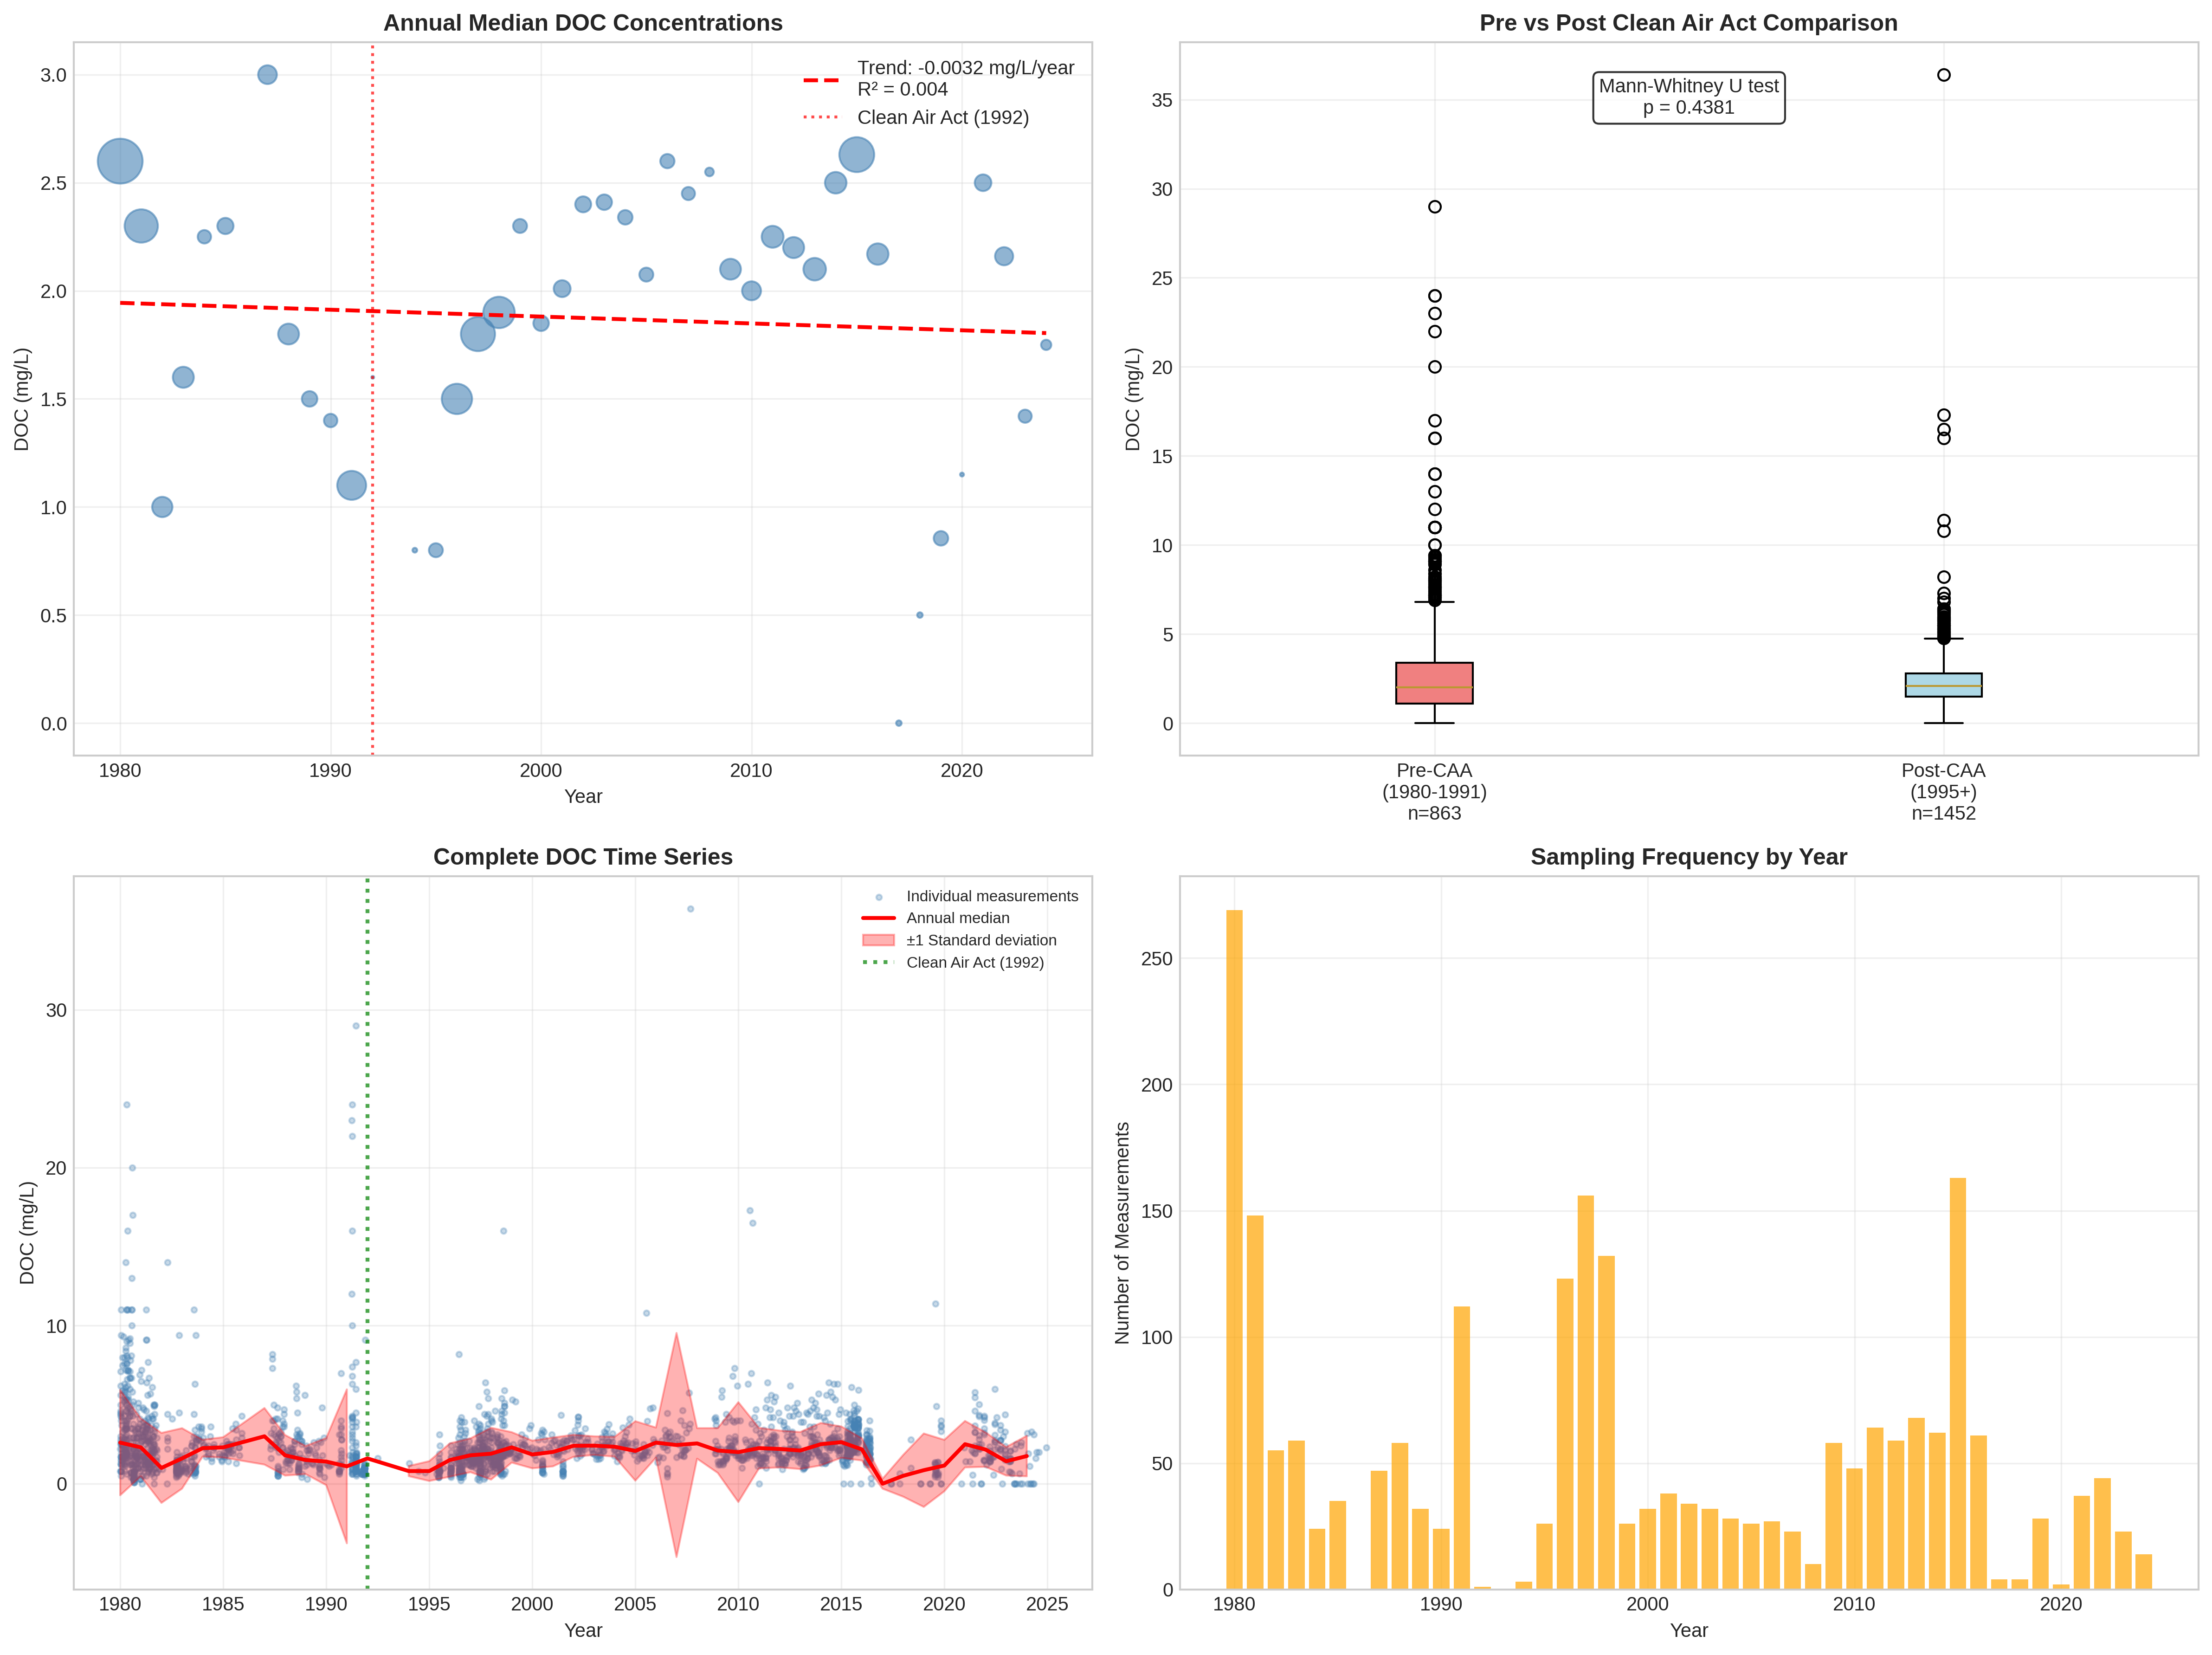 Annual Median DOC Concentrations
3.0
2.5
2.0
1.5
1.0
0.5
0.0
DOC (mg/L)
Trend: -0.0032 mg/L/year
R² = 0.004
Clean Air Act (1992)
1980
1990
2000
2010
2020
Year
Pre vs Post Clean Air Act Comparison
35
30
25
20
15
10
5
0
DOC (mg/L)
Mann-Whitney U test
p = 0.4381
Pre-CAA
(1980-1991)
n=863
Post-CAA
(1995+)
n=1452
Complete DOC Time Series
30
20
10
0
DOC (mg/L)
Individual measurements
Annual median
±1 Standard deviation
Clean Air Act (1992)
1980
1985
1990
1995
2000
2005
2010
2015
2020
2025
Year
Sampling Frequency by Year
250
200
150
100
50
0
Number of Measurements
1980
1990
2000
2010
2020
Year